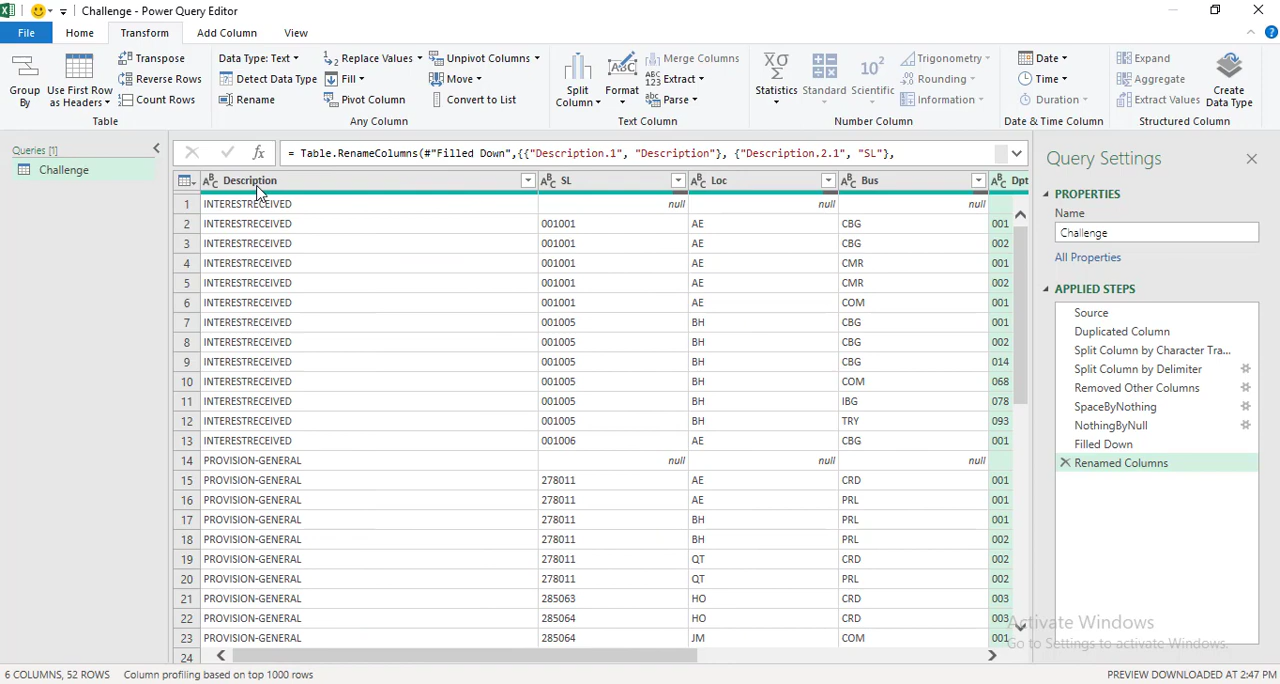 Challenge - Power Query Editor
File Home Transform Add Column View
Group By
Use First Row as Headers
Transpose
Reverse Rows
Count Rows
Table
Data Type: Text
Detect Data Type
Rename
Replace Values
Fill
Pivot Column
Unpivot Columns
Move
Convert to List
Any Column
Split Column
Format
Merge Columns
Extract
Parse
Text Column
Statistics
Standard
Scientific
Trigonometry
Rounding
Information
Number Column
Date
Time
Duration
Date & Time Column
Expand
Aggregate
Extract Values
Create Data Type
Structured Column
Queries [1]
Challenge
fx = Table.RenameColumns(#"Filled Down",{{"Description.1", "Description"}, {"Description.2.1", "SL"},
Description SL Loc Bus Dpt
1 INTERESTRECEIVED null null null
2 INTERESTRECEIVED 001001 AE CBG 001
3 INTERESTRECEIVED 001001 AE CBG 002
4 INTERESTRECEIVED 001001 AE CMR 001
5 INTERESTRECEIVED 001001 AE CMR 002
6 INTERESTRECEIVED 001001 AE COM 001
7 INTERESTRECEIVED 001005 BH CBG 001
8 INTERESTRECEIVED 001005 BH CBG 002
9 INTERESTRECEIVED 001005 BH CBG 014
10 INTERESTRECEIVED 001005 BH COM 068
11 INTERESTRECEIVED 001005 BH IBG 078
12 INTERESTRECEIVED 001005 BH TRY 093
13 INTERESTRECEIVED 001006 AE CBG 001
14 PROVISION-GENERAL null null null
15 PROVISION-GENERAL 278011 AE CRD 001
16 PROVISION-GENERAL 278011 AE PRL 001
17 PROVISION-GENERAL 278011 BH PRL 001
18 PROVISION-GENERAL 278011 BH PRL 002
19 PROVISION-GENERAL 278011 QT CRD 002
20 PROVISION-GENERAL 278011 QT PRL 002
21 PROVISION-GENERAL 285063 HO CRD 003
22 PROVISION-GENERAL 285064 HO CRD 003
23 PROVISION-GENERAL 285064 JM COM 001
24
Query Settings
PROPERTIES
Name
Challenge
All Properties
APPLIED STEPS
Source
Duplicated Column
Split Column by Character Tra...
Split Column by Delimiter
Removed Other Columns
SpaceByNothing
NothingByNull
Filled Down
Renamed Columns
Activate Windows
Go to Settings to activate Windows.
6 COLUMNS, 52 ROWS Column profiling based on top 1000 rows PREVIEW DOWNLOADED AT 2:47 PM